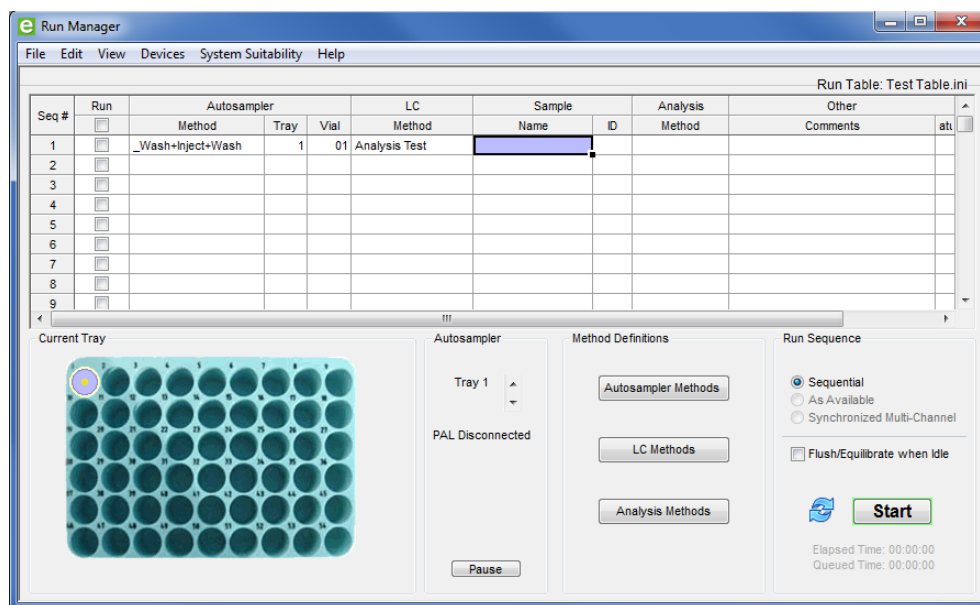 e Run Manager
File Edit View Devices System Suitability Help
Run Table: Test Table.ini
Seq # Run Autosampler LC Sample Analysis Other
Method Tray Vial Method Name ID Method Comments atu
1 _Wash+Inject+Wash 1 01 Analysis Test
2
3
4
5
6
7
8
9
Current Tray Autosampler Method Definitions Run Sequence
Tray 1
PAL Disconnected
Autosampler Methods
LC Methods
Analysis Methods
Pause
Sequential
As Available
Synchronized Multi-Channel
Flush/Equilibrate when Idle
Start
Elapsed Time: 00:00:00
Queued Time: 00:00:00